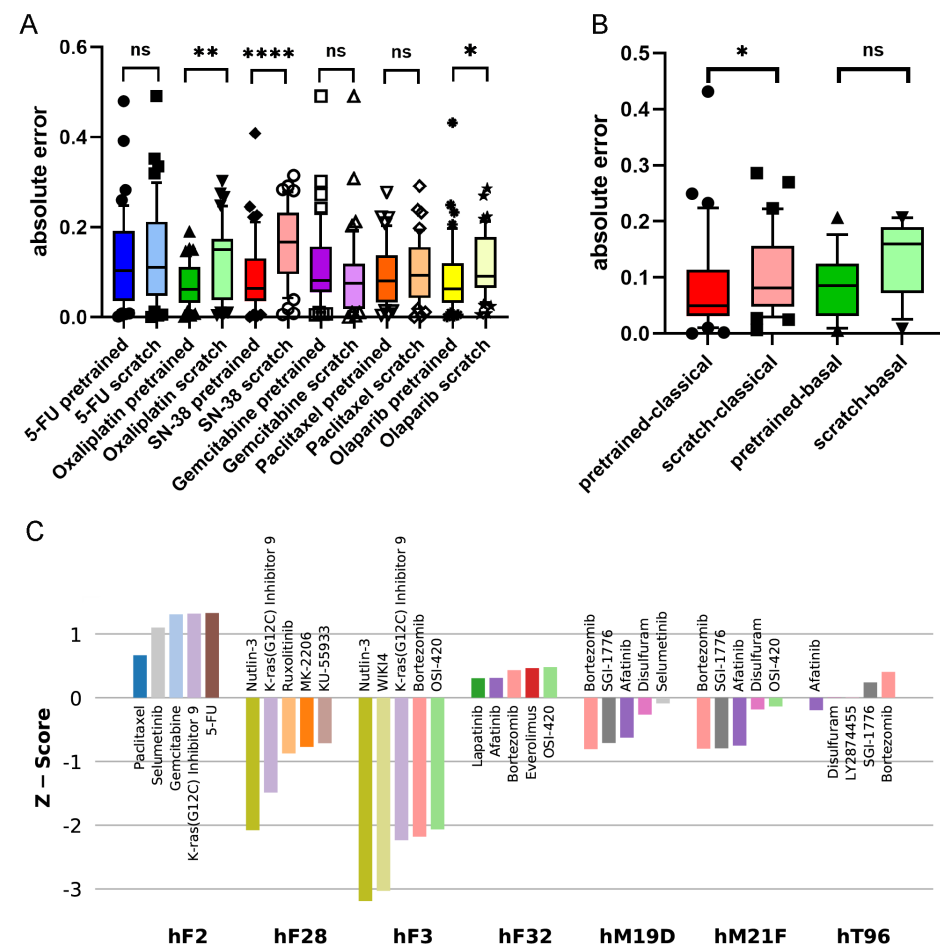 A
absolute error
0.6
0.4
0.2
0.0
ns
**
****
ns
ns
*
5-FU pretrained
5-FU scratch
Oxaliplatin pretrained
Oxaliplatin scratch
SN-38 pretrained
SN-38 scratch
Gemcitabine pretrained
Gemcitabine scratch
Paclitaxel pretrained
Paclitaxel scratch
Olaparib pretrained
Olaparib scratch
B
absolute error
0.5
0.4
0.3
0.2
0.1
0.0
*
ns
pretrained-classical
scratch-classical
pretrained-basal
scratch-basal
C
Z – Score
1
0
-1
-2
-3
Paclitaxel
Selumetinib
Gemcitabine
K-ras(G12C) Inhibitor 9
5-FU
Nutlin-3
K-ras(G12C) Inhibitor 9
Ruxolitinib
MK-2206
KU-55933
Nutlin-3
WIKI4
K-ras(G12C) Inhibitor 9
Bortezomib
OSI-420
Lapatinib
Afatinib
Bortezomib
Everolimus
OSI-420
Bortezomib
SGI-1776
Afatinib
Disulfuram
Selumetinib
Bortezomib
SGI-1776
Afatinib
Disulfuram
OSI-420
Afatinib
Disulfuram
LY2874455
SGI-1776
Bortezomib
hF2
hF28
hF3
hF32
hM19D
hM21F
hT96